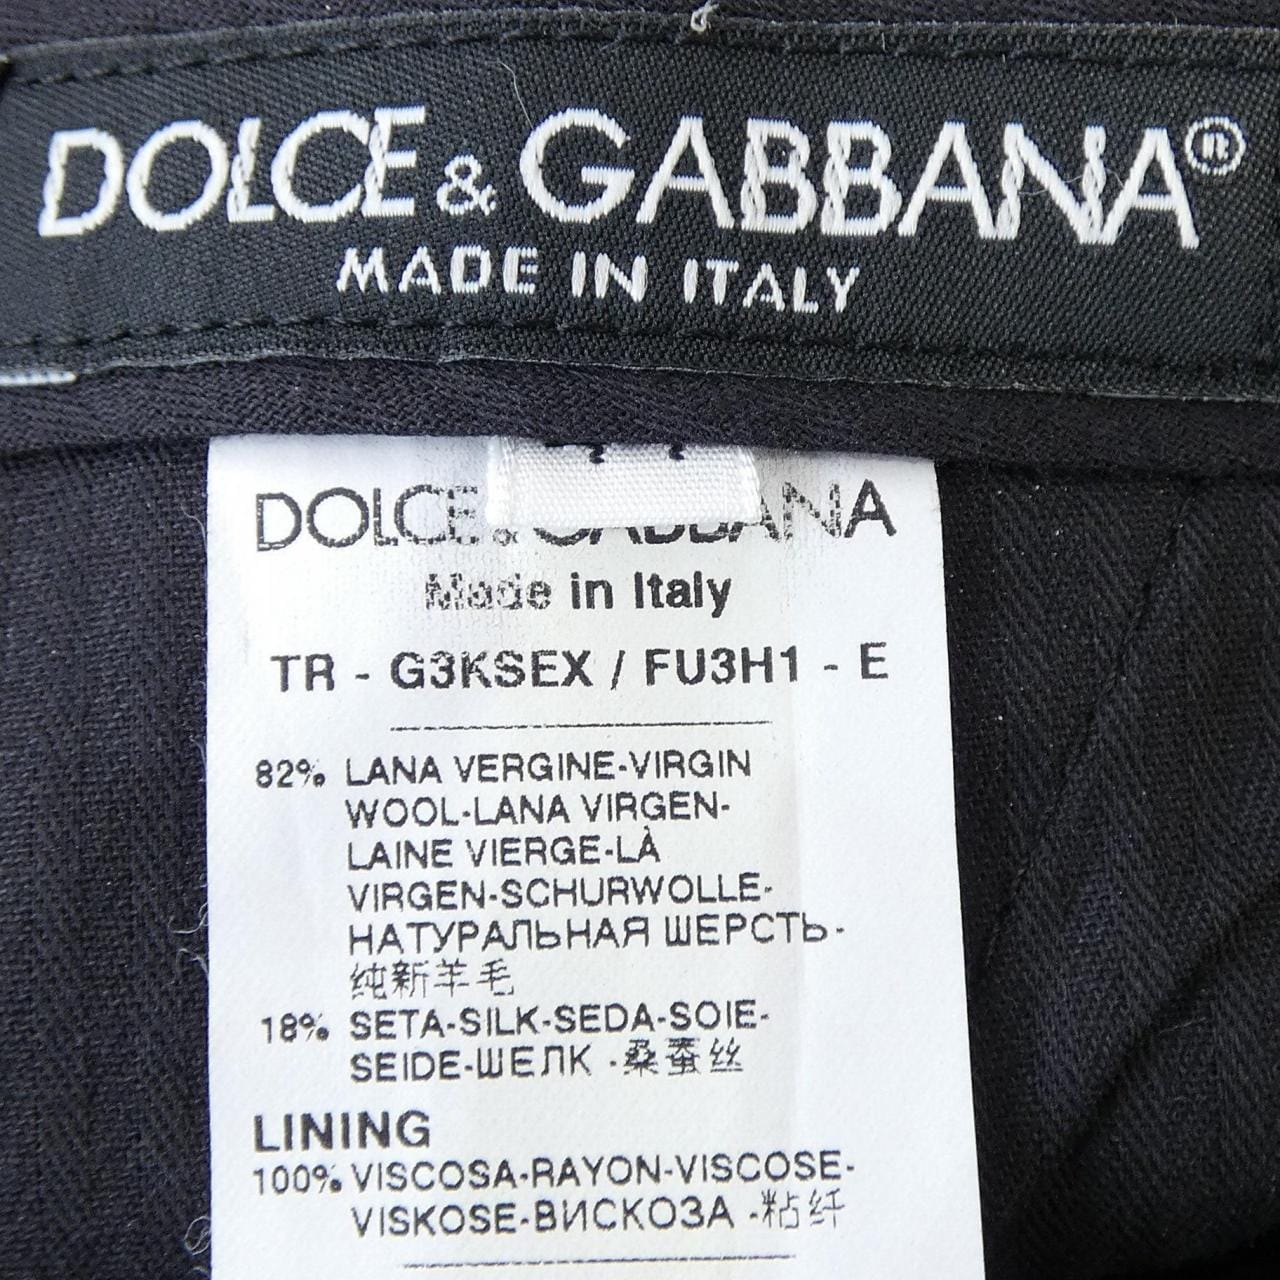 DOLCE & GABBANA®
MADE IN ITALY
DOLCE & GABBANA
Made in Italy
TR - G3KSEX / FU3H1 - E
82% LANA VERGINE-VIRGIN
WOOL-LANA VIRGEN-
LAINE VIERGE-LÀ
VIRGEN-SCHURWOLLE-
НАТУРАЛЬНАЯ ШЕРСТЬ-
纯新羊毛
18% SETA-SILK-SEDA-SOIE-
SEIDE-ШЕЛК -桑蚕丝
LINING
100% VISCOSA-RAYON-VISCOSE-
VISKOSE-ВИСКОЗА -粘纤